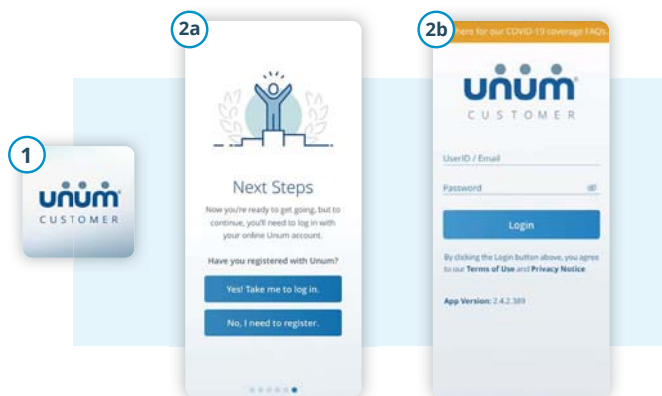 1
unum
CUSTOMER
2a
Next Steps
Now you're ready to get going, but to
continue, you'll need to log in with
your online Unum account.
Have you registered with Unum?
Yes! Take me to log in.
No, I need to register.
2b
here for our COVID-19 coverage FAQs.
unum
CUSTOMER
UserID / Email
Password
Login
By clicking the Login button above, you agree
to our Terms of Use and Privacy Notice
App Version: 2.4.2.389